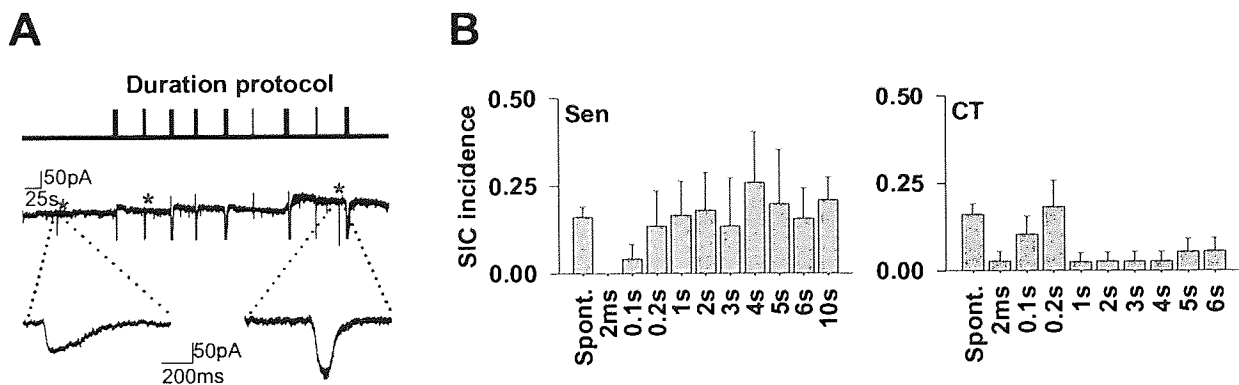 A
Duration protocol
50pA
25s
*
*
*
50pA
200ms
B
SIC incidence
0.50
0.25
0.00
Sen
Spont.
2ms
0.1s
0.2s
1s
2s
3s
4s
5s
6s
10s
0.50
0.25
0.00
CT
Spont.
2ms
0.1s
0.2s
1s
2s
3s
4s
5s
6s